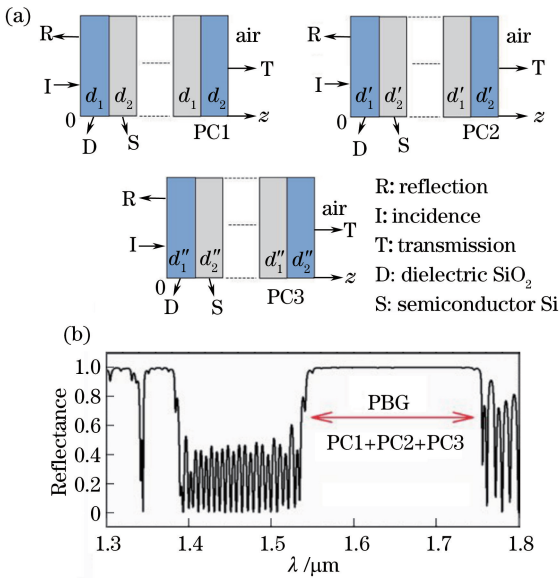 (a)
R
I
0
d₁
d₂
d₁
d₂
air
T
z
PC1
D
S
R
I
0
d′₁
d′₂
d′₁
d′₂
air
T
z
PC2
D
S
R
I
0
d″₁
d″₂
d″₁
d″₂
air
T
z
PC3
D
S
R: reflection
I: incidence
T: transmission
D: dielectric SiO₂
S: semiconductor Si
(b)
Reflectance
1.0
0.8
0.6
0.4
0.2
0
PBG
PC1+PC2+PC3
1.3 1.4 1.5 1.6 1.7 1.8
λ /μm